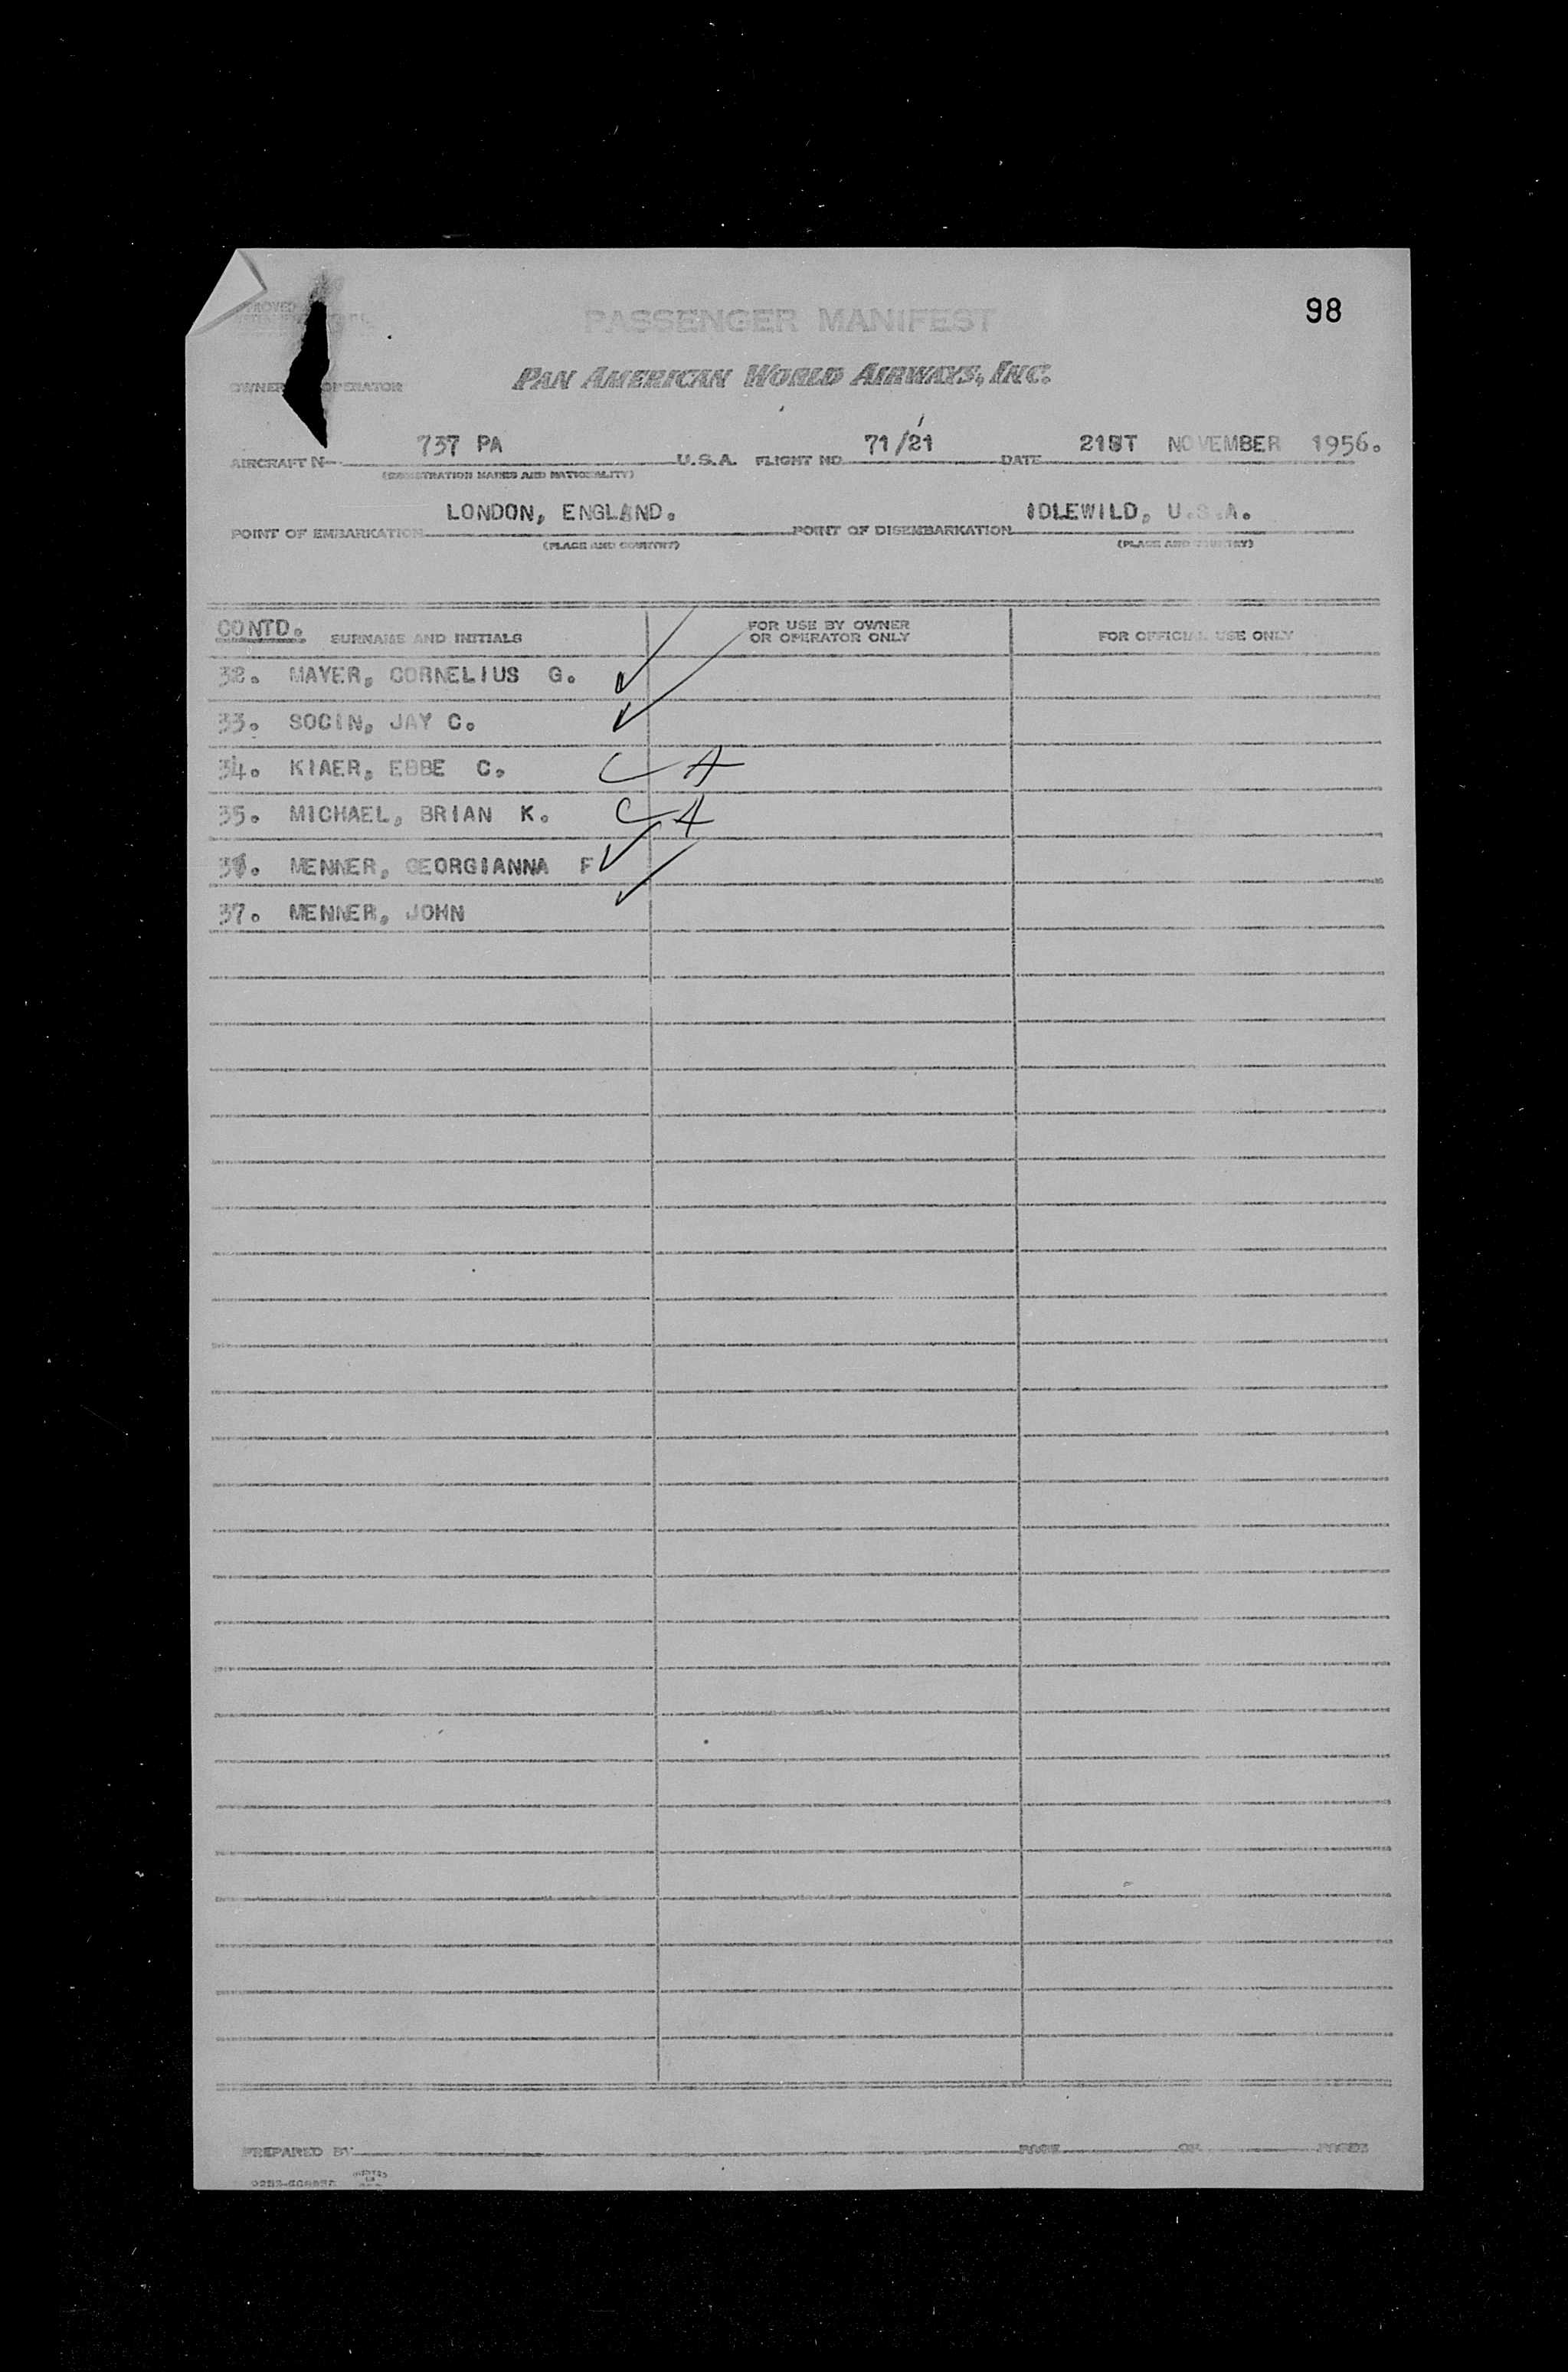 98
PASSENGER MANIFEST
PAN AMERICAN WORLD AIRWAYS, INC.
OWNER OPERATOR
AIRCRAFT N 737 PA U.S.A. FLIGHT NO 71/21 DATE 21ST NOVEMBER 1956.
(REGISTRATION MARKS AND NATIONALITY)
POINT OF EMBARKATION LONDON, ENGLAND. POINT OF DISEMBARKATION IDLEWILD, U.S.A.
(PLACE AND COUNTRY) (PLACE AND COUNTRY)
CONTD. SURNAME AND INITIALS FOR USE BY OWNER OR OPERATOR ONLY FOR OFFICIAL USE ONLY
32. MAYER, CORNELIUS G.
33. SOCIN, JAY C.
34. KIAER, EBBE C. C A
35. MICHAEL, BRIAN K. C A
36. MENNER, GEORGIANNA F
37. MENNER, JOHN
PREPARED BY PAGE OF PAGES